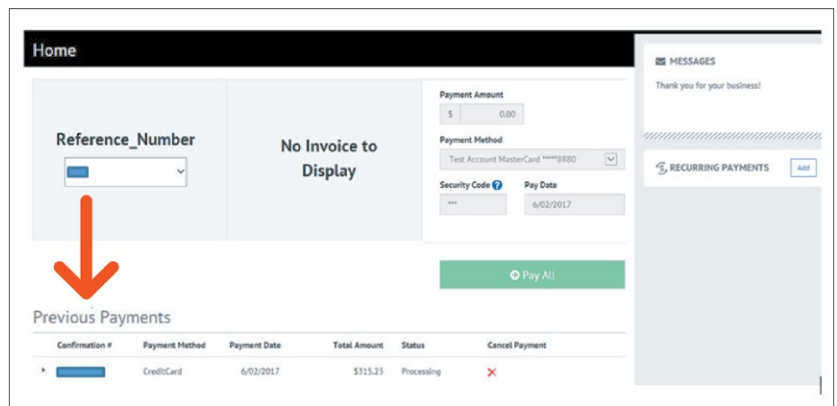 Home
Reference_Number
No Invoice to
Display
Payment Amount
$ 0.00
Payment Method
Test Account MasterCard *****8880
Security Code ? Pay Date
*** 6/02/2017
Pay All
MESSAGES
Thank you for your business!
RECURRING PAYMENTS Add
Previous Payments
Confirmation # Payment Method Payment Date Total Amount Status Cancel Payment
CreditCard 6/02/2017 $315.23 Processing